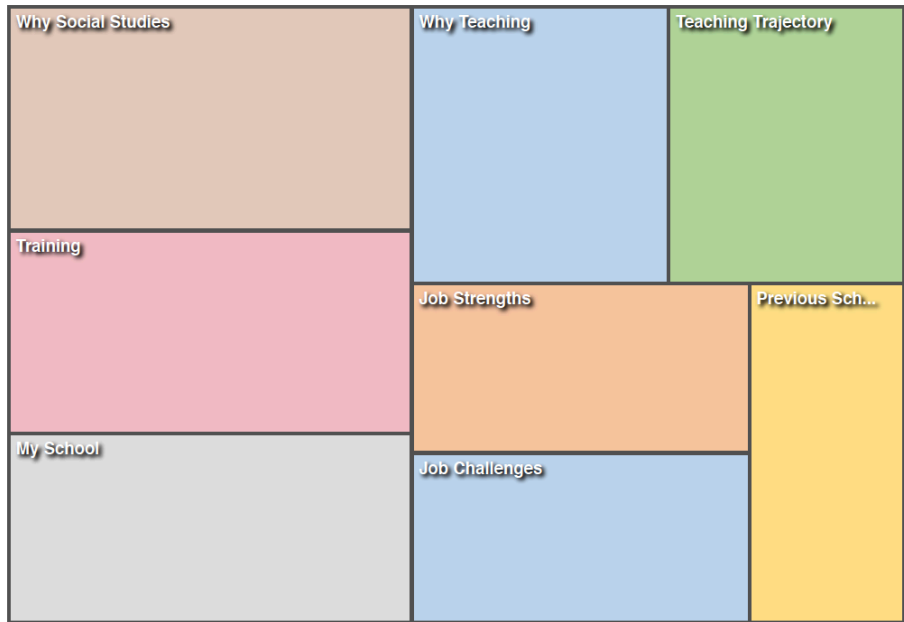 Why Social Studies
Why Teaching
Teaching Trajectory
Training
Job Strengths
Previous Sch...
My School
Job Challenges